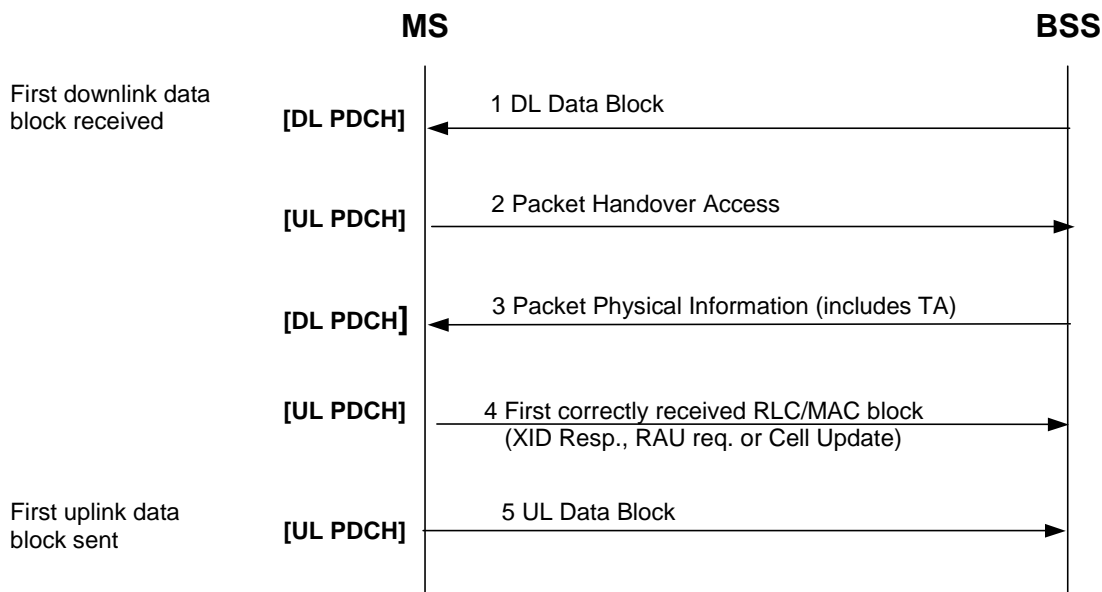 MS
BSS
First downlink data
block received
[DL PDCH]
1 DL Data Block
[UL PDCH]
2 Packet Handover Access
[DL PDCH]
3 Packet Physical Information (includes TA)
[UL PDCH]
4 First correctly received RLC/MAC block
(XID Resp., RAU req. or Cell Update)
First uplink data
block sent
[UL PDCH]
5 UL Data Block